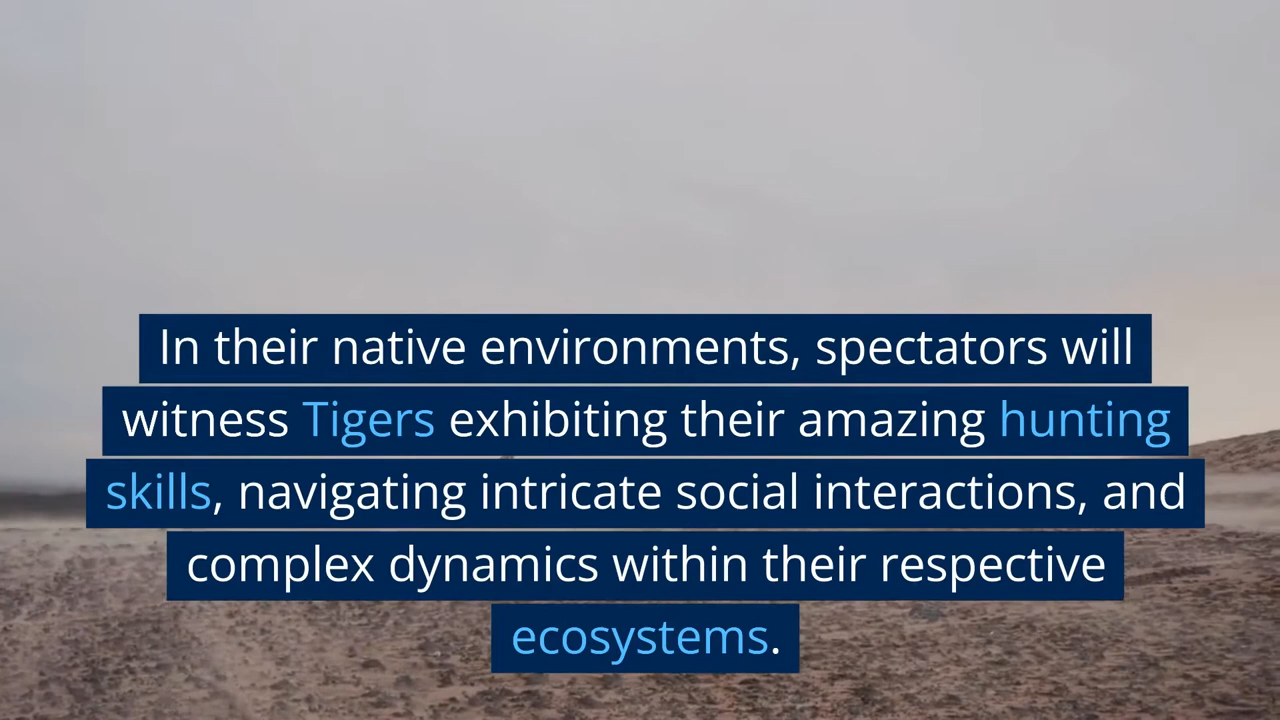 In their native environments, spectators will
witness Tigers exhibiting their amazing hunting
skills, navigating intricate social interactions, and
complex dynamics within their respective
ecosystems.